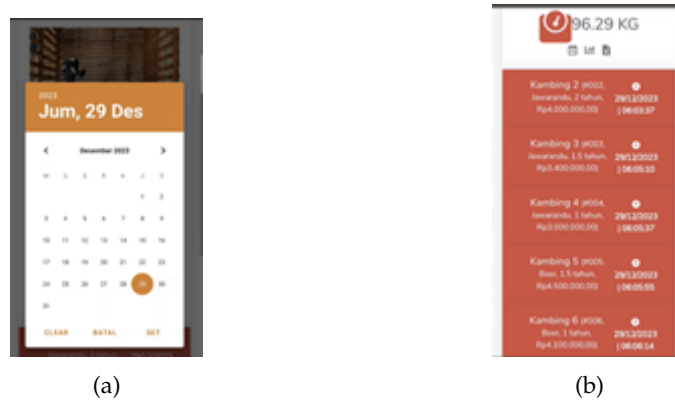 2023
Jum, 29 Des
Desember 2023
M S S R K J S
1 2
3 4 5 6 7 8 9
10 11 12 13 14 15 16
17 18 19 20 21 22 23
24 25 26 27 28 29 30
31
CLEAR BATAL SET
Jawarandu, 2 tahun,
(a)
96.29 KG
Kambing 2 (#002,
Jawarandu, 2 tahun, 29/12/2023
Rp4.000.000,00) | 06:03:37
Kambing 3 (#003,
Jawarandu, 1.5 tahun, 29/12/2023
Rp3.400.000,00) | 06:05:10
Kambing 4 (#004,
Jawarandu, 1 tahun, 29/12/2023
Rp3.000.000,00) | 06:05:37
Kambing 5 (#005,
Boer, 1.5 tahun, 29/12/2023
Rp4.500.000,00) | 06:05:55
Kambing 6 (#006,
Boer, 1 tahun, 29/12/2023
Rp4.100.000,00) | 06:06:14
(b)